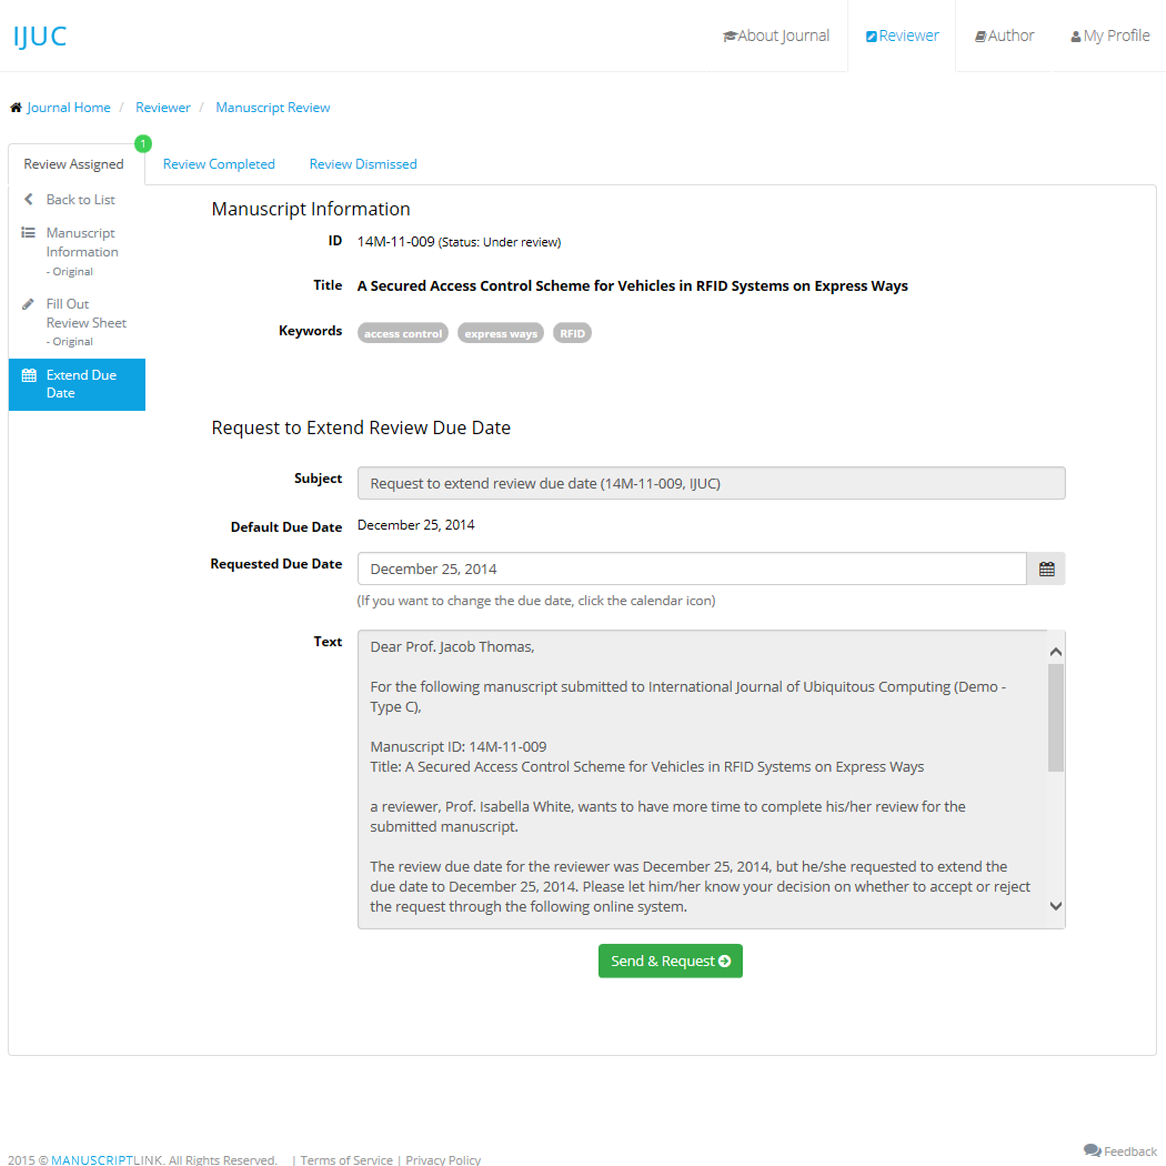 IJUC
About Journal
Reviewer
Author
My Profile
Journal Home / Reviewer / Manuscript Review
1
Review Assigned
Review Completed
Review Dismissed
Back to List
Manuscript
Information
- Original
Fill Out
Review Sheet
- Original
Extend Due
Date
Manuscript Information
ID 14M-11-009 (Status: Under review)
Title A Secured Access Control Scheme for Vehicles in RFID Systems on Express Ways
Keywords access control express ways RFID
Request to Extend Review Due Date
Subject Request to extend review due date (14M-11-009, IJUC)
Default Due Date December 25, 2014
Requested Due Date December 25, 2014
(If you want to change the due date, click the calendar icon)
Text Dear Prof. Jacob Thomas,
For the following manuscript submitted to International Journal of Ubiquitous Computing (Demo -
Type C),
Manuscript ID: 14M-11-009
Title: A Secured Access Control Scheme for Vehicles in RFID Systems on Express Ways
a reviewer, Prof. Isabella White, wants to have more time to complete his/her review for the
submitted manuscript.
The review due date for the reviewer was December 25, 2014, but he/she requested to extend the
due date to December 25, 2014. Please let him/her know your decision on whether to accept or reject
the request through the following online system.
Send & Request
Feedback
2015 © MANUSCRIPTLINK. All Rights Reserved. | Terms of Service | Privacy Policy